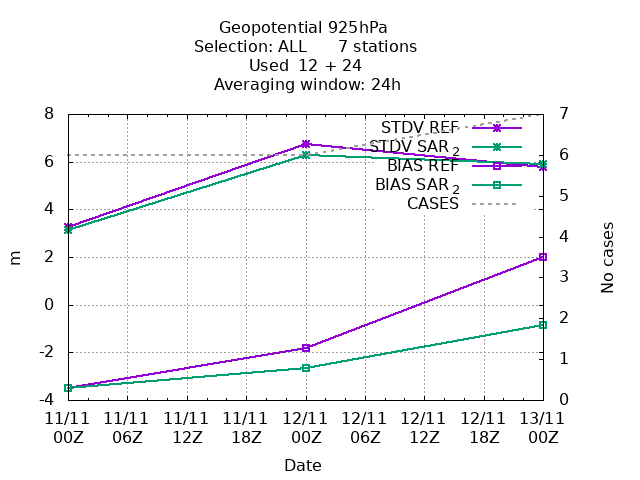 Geopotential 925hPa
Selection: ALL 7 stations
Used 12 + 24
Averaging window: 24h
8
6
4
2
0
-2
-4
m
7
6
5
4
3
2
1
0
No cases
STDV REF
STDV SAR 2
BIAS REF
BIAS SAR 2
CASES
11/11 11/11 11/11 11/11 12/11 12/11 12/11 12/11 13/11
00Z 06Z 12Z 18Z 00Z 06Z 12Z 18Z 00Z
Date